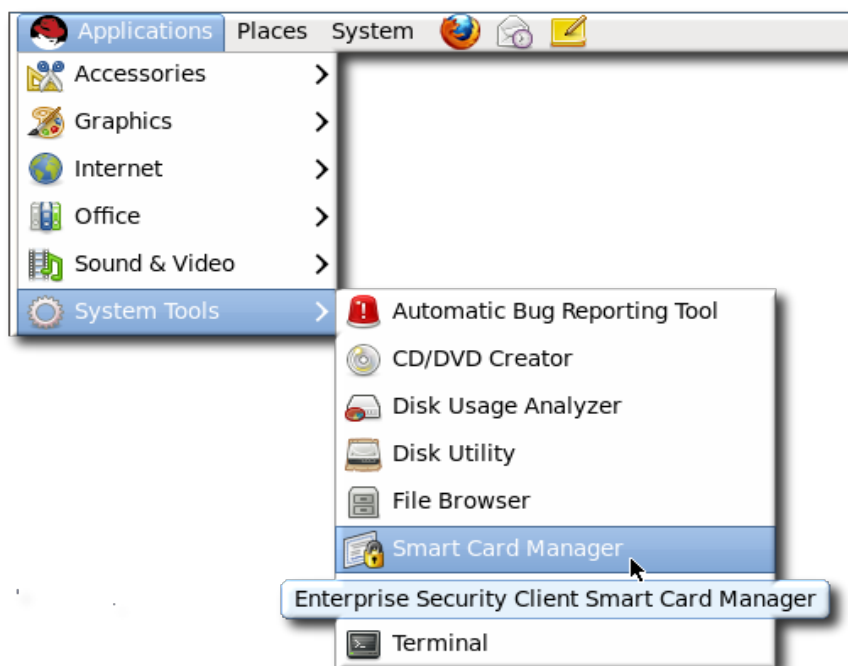 Applications Places System
Accessories
Graphics
Internet
Office
Sound & Video
System Tools
Automatic Bug Reporting Tool
CD/DVD Creator
Disk Usage Analyzer
Disk Utility
File Browser
Smart Card Manager
Enterprise Security Client Smart Card Manager
Terminal